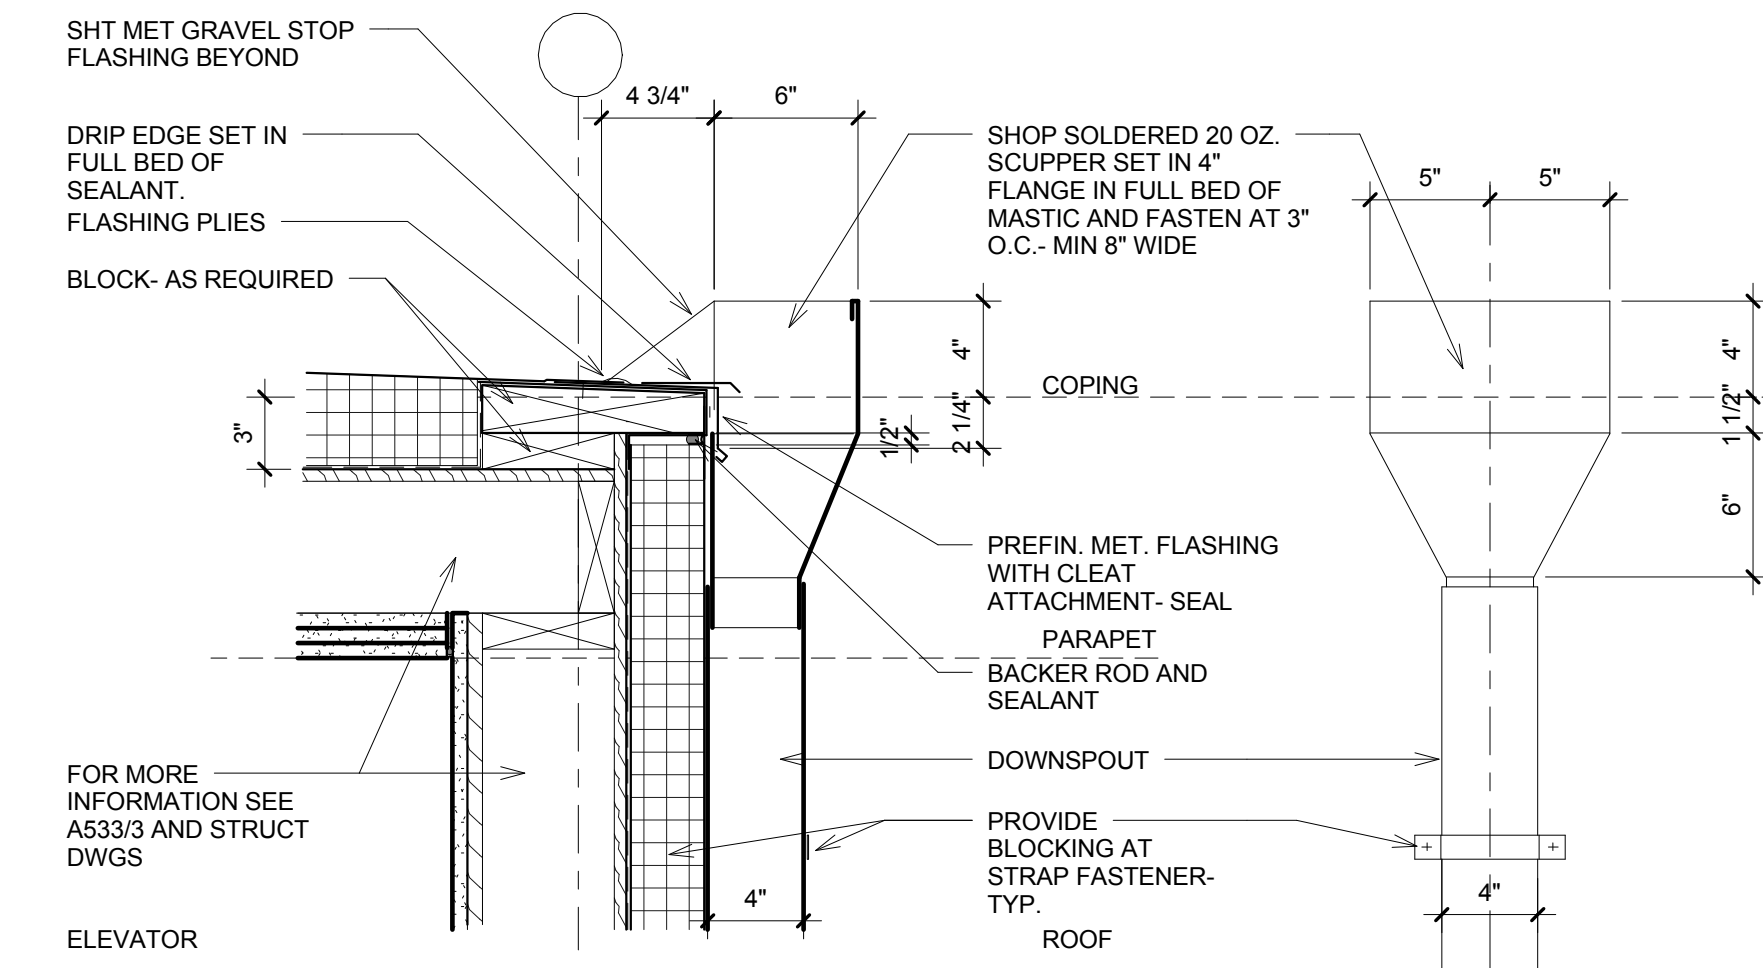 SHT MET GRAVEL STOP
FLASHING BEYOND
DRIP EDGE SET IN
FULL BED OF
SEALANT.
FLASHING PLIES
BLOCK- AS REQUIRED
4 3/4"
6"
SHOP SOLDERED 20 OZ.
SCUPPER SET IN 4"
FLANGE IN FULL BED OF
MASTIC AND FASTEN AT 3"
O.C.- MIN 8" WIDE
5"
5"
4"
COPING
2 1/4"
1/2"
3"
4"
1 1/2"
6"
PREFIN. MET. FLASHING
WITH CLEAT
ATTACHMENT- SEAL
PARAPET
BACKER ROD AND
SEALANT
DOWNSPOUT
FOR MORE
INFORMATION SEE
A533/3 AND STRUCT
DWGS
PROVIDE
BLOCKING AT
STRAP FASTENER-
TYP.
4"
4"
ELEVATOR
ROOF